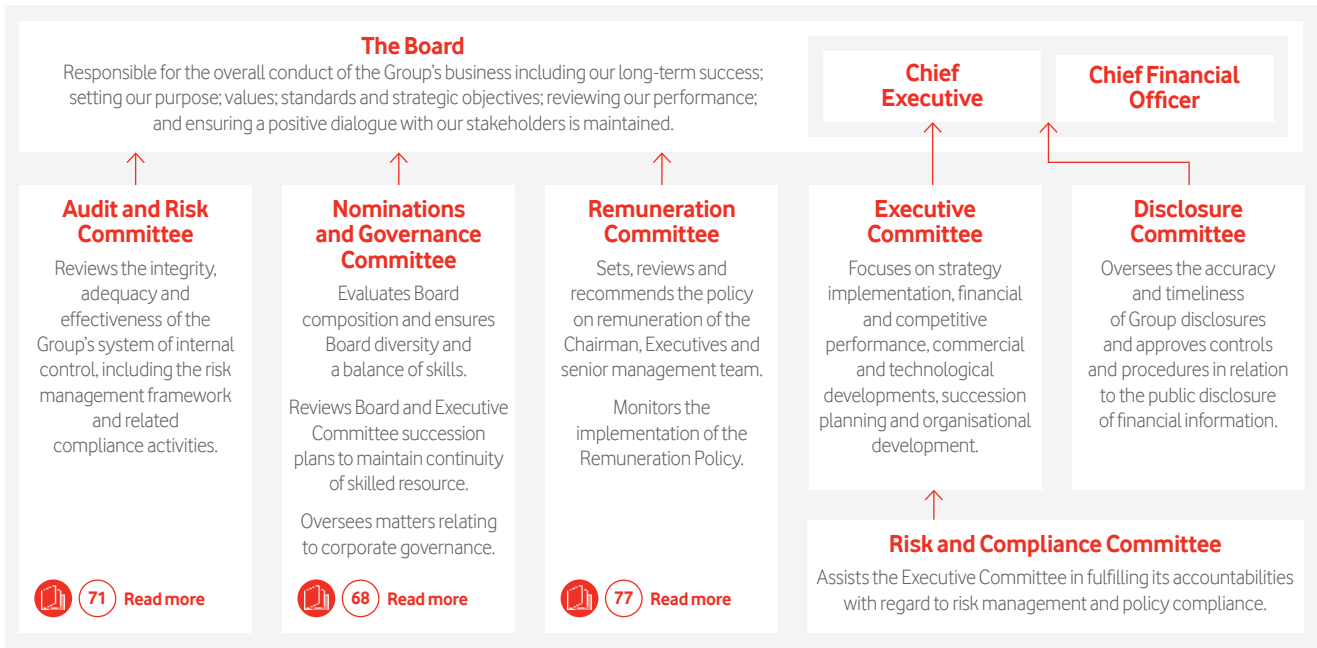 The Board
Responsible for the overall conduct of the Group's business including our long-term success;
setting our purpose; values; standards and strategic objectives; reviewing our performance;
and ensuring a positive dialogue with our stakeholders is maintained.
Chief
Executive
Chief Financial
Officer
Audit and Risk
Committee
Reviews the integrity,
adequacy and
effectiveness of the
Group's system of internal
control, including the risk
management framework
and related
compliance activities.
71 Read more
Nominations
and Governance
Committee
Evaluates Board
composition and ensures
Board diversity and
a balance of skills.
Reviews Board and Executive
Committee succession
plans to maintain continuity
of skilled resource.
Oversees matters relating
to corporate governance.
68 Read more
Remuneration
Committee
Sets, reviews and
recommends the policy
on remuneration of the
Chairman, Executives and
senior management team.
Monitors the
implementation of the
Remuneration Policy.
77 Read more
Executive
Committee
Focuses on strategy
implementation, financial
and competitive
performance, commercial
and technological
developments, succession
planning and organisational
development.
Disclosure
Committee
Oversees the accuracy
and timeliness
of Group disclosures
and approves controls
and procedures in relation
to the public disclosure
of financial information.
Risk and Compliance Committee
Assists the Executive Committee in fulfilling its accountabilities
with regard to risk management and policy compliance.